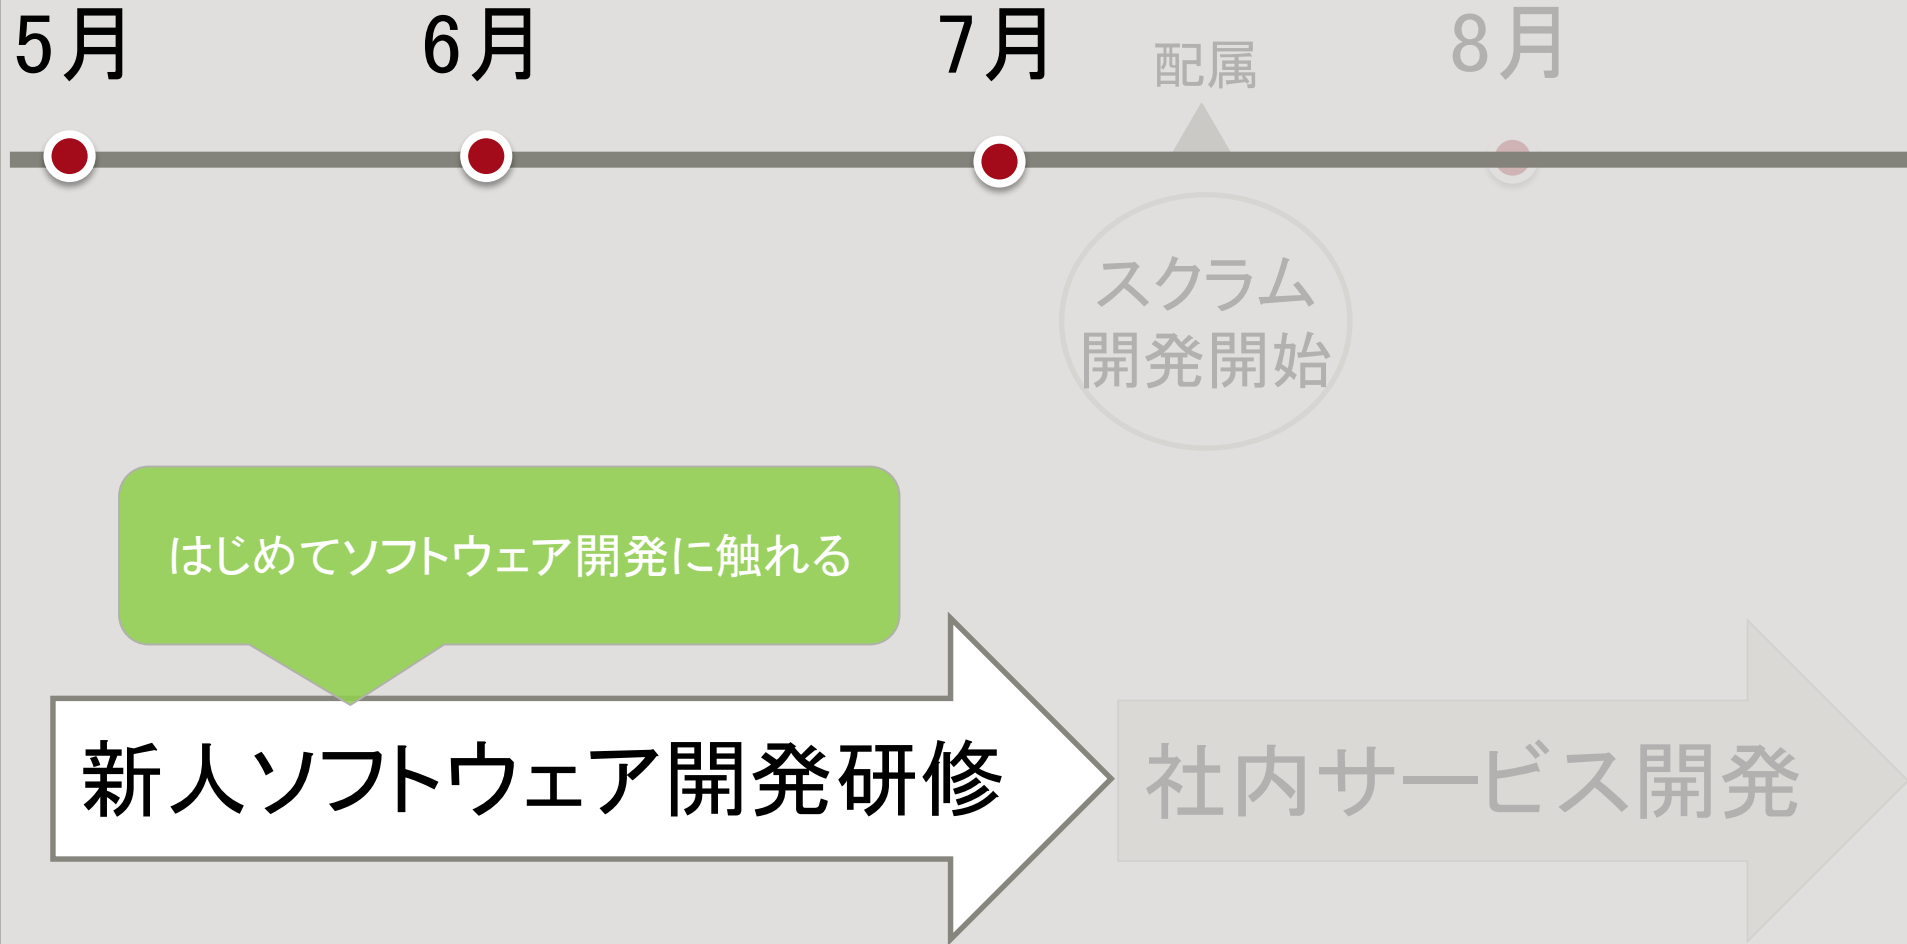 5月
6月
7月
配属
8月
スクラム
開発開始
はじめてソフトウェア開発に触れる
新人ソフトウェア開発研修
社内サービス開発